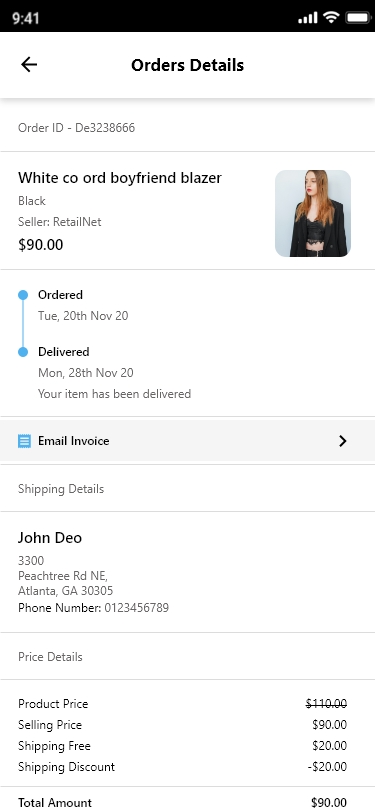 9:41
Orders Details
Order ID - De3238666
White co ord boyfriend blazer
Black
Seller: RetailNet
$90.00
Ordered
Tue, 20th Nov 20
Delivered
Mon, 28th Nov 20
Your item has been delivered
Email Invoice
Shipping Details
John Deo
3300
Peachtree Rd NE,
Atlanta, GA 30305
Phone Number: 0123456789
Price Details
Product Price $110.00
Selling Price $90.00
Shipping Free $20.00
Shipping Discount -$20.00
Total Amount $90.00